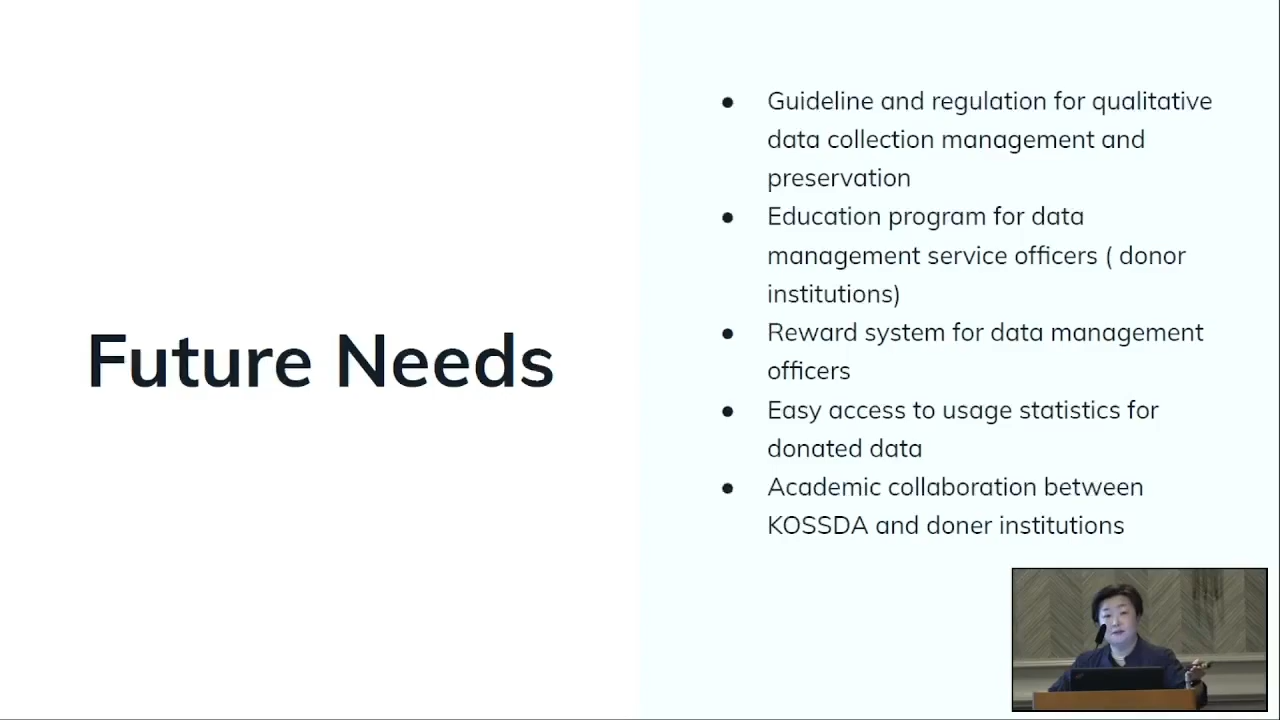 Future Needs
● Guideline and regulation for qualitative
data collection management and
preservation
● Education program for data
management service officers ( donor
institutions)
● Reward system for data management
officers
● Easy access to usage statistics for
donated data
● Academic collaboration between
KOSSDA and doner institutions